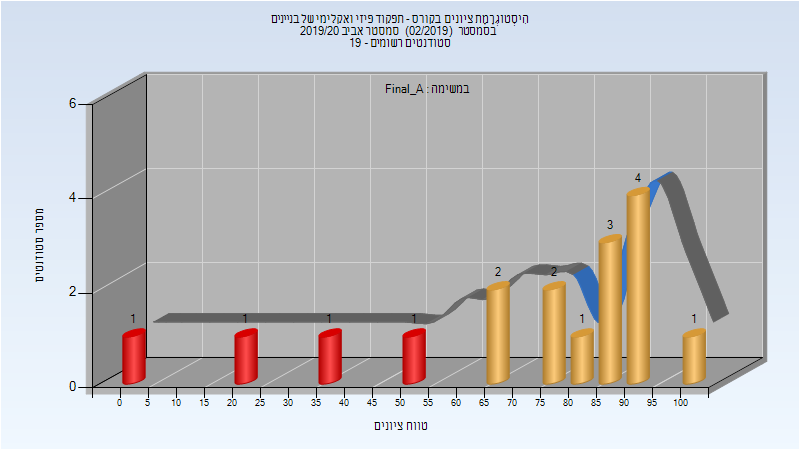 היסטוגרמת ציונים בקורס - תפקוד פיזי ואקלימי של בניינים
בסמסטר (02/2019) סמסטר אביב 2019/20
סטודנטים רשומים - 19
במשימה : Final_A
מספר סטודנטים
6
4
2
0
1
1
1
1
2
2
1
3
4
1
0 5 10 15 20 25 30 35 40 45 50 55 60 65 70 75 80 85 90 95 100
טווח ציונים